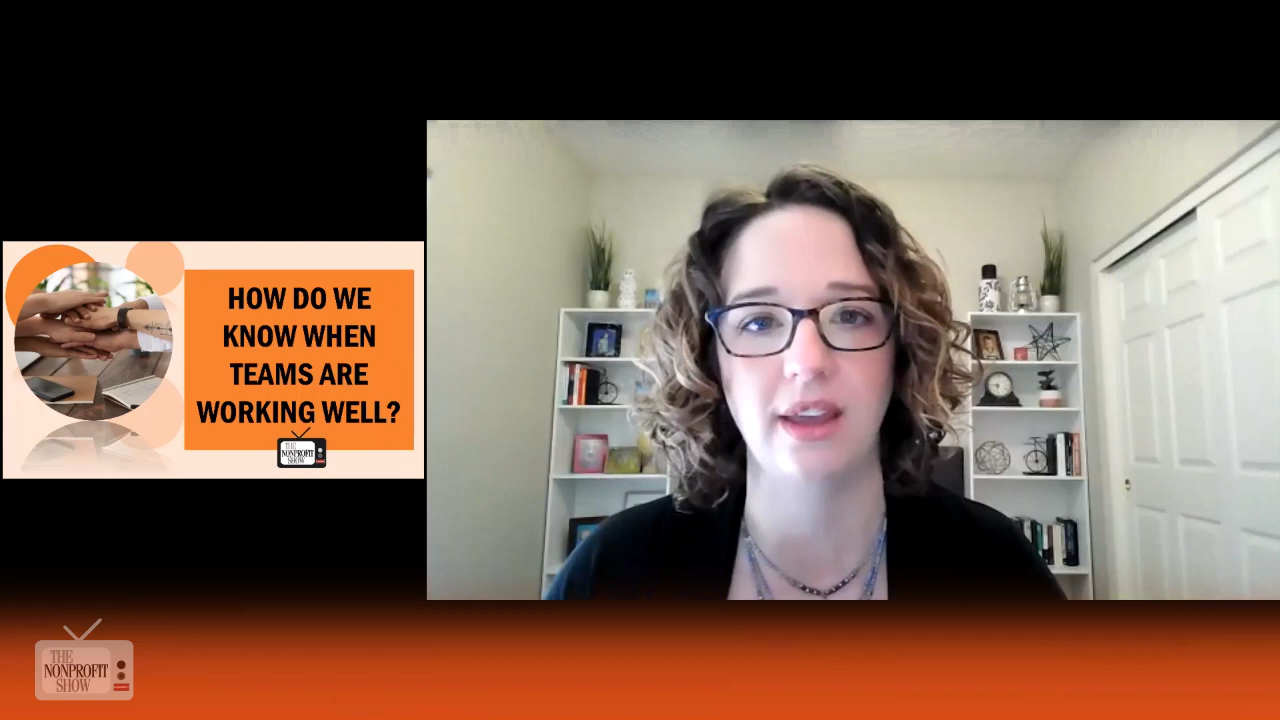 HOW DO WE
KNOW WHEN
TEAMS ARE
WORKING WELL?
THE
NONPROFIT
SHOW
THE
NONPROFIT
SHOW